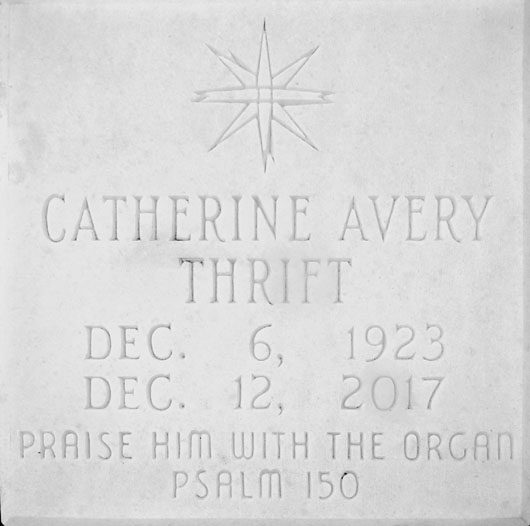 CATHERINE AVERY
THRIFT
DEC. 6, 1923
DEC. 12, 2017
PRAISE HIM WITH THE ORGAN
PSALM 150